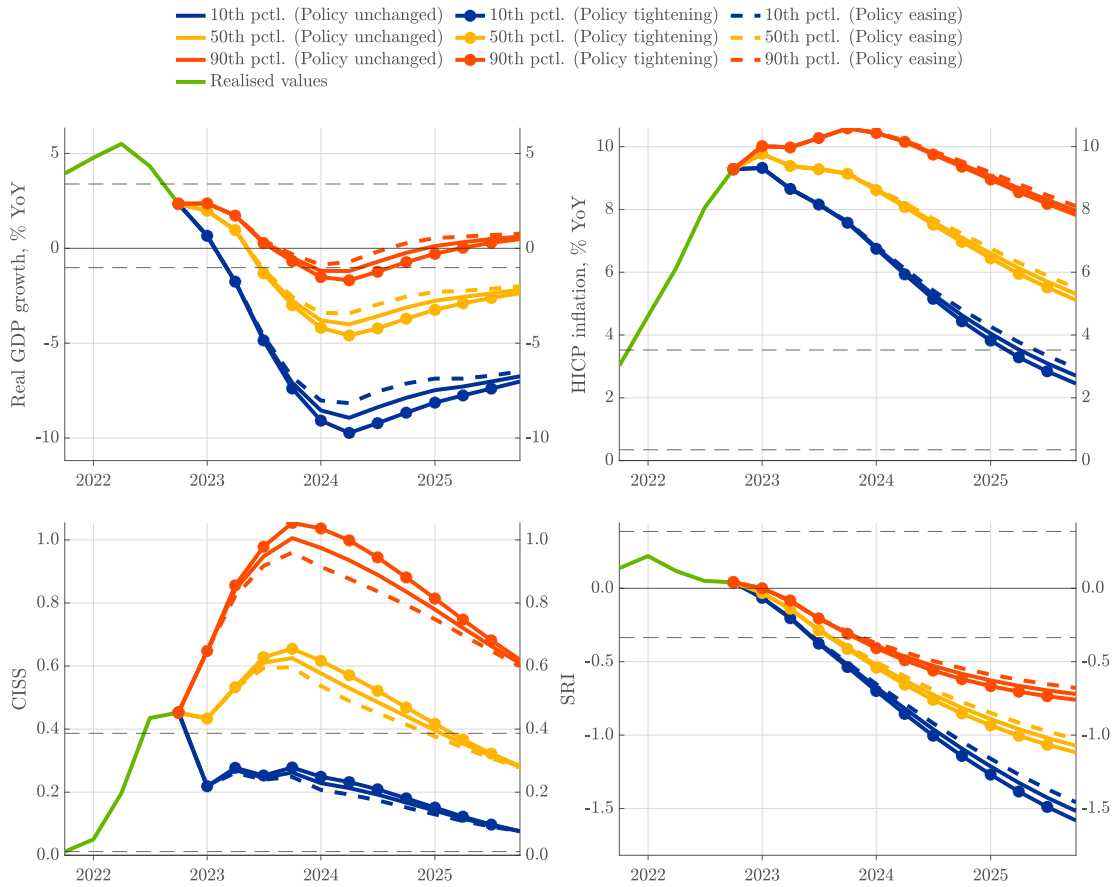 10th pctl. (Policy unchanged) 10th pctl. (Policy tightening) 10th pctl. (Policy easing)
50th pctl. (Policy unchanged) 50th pctl. (Policy tightening) 50th pctl. (Policy easing)
90th pctl. (Policy unchanged) 90th pctl. (Policy tightening) 90th pctl. (Policy easing)
Realised values
Real GDP growth, % YoY
5 5
0 0
-5 -5
-10 -10
2022 2023 2024 2025
HICP inflation, % YoY
10 10
8 8
6 6
4 4
2 2
0 0
2022 2023 2024 2025
CISS
1.0 1.0
0.8 0.8
0.6 0.6
0.4 0.4
0.2 0.2
0.0 0.0
2022 2023 2024 2025
SRI
0.0 0.0
-0.5 -0.5
-1.0 -1.0
-1.5 -1.5
2022 2023 2024 2025